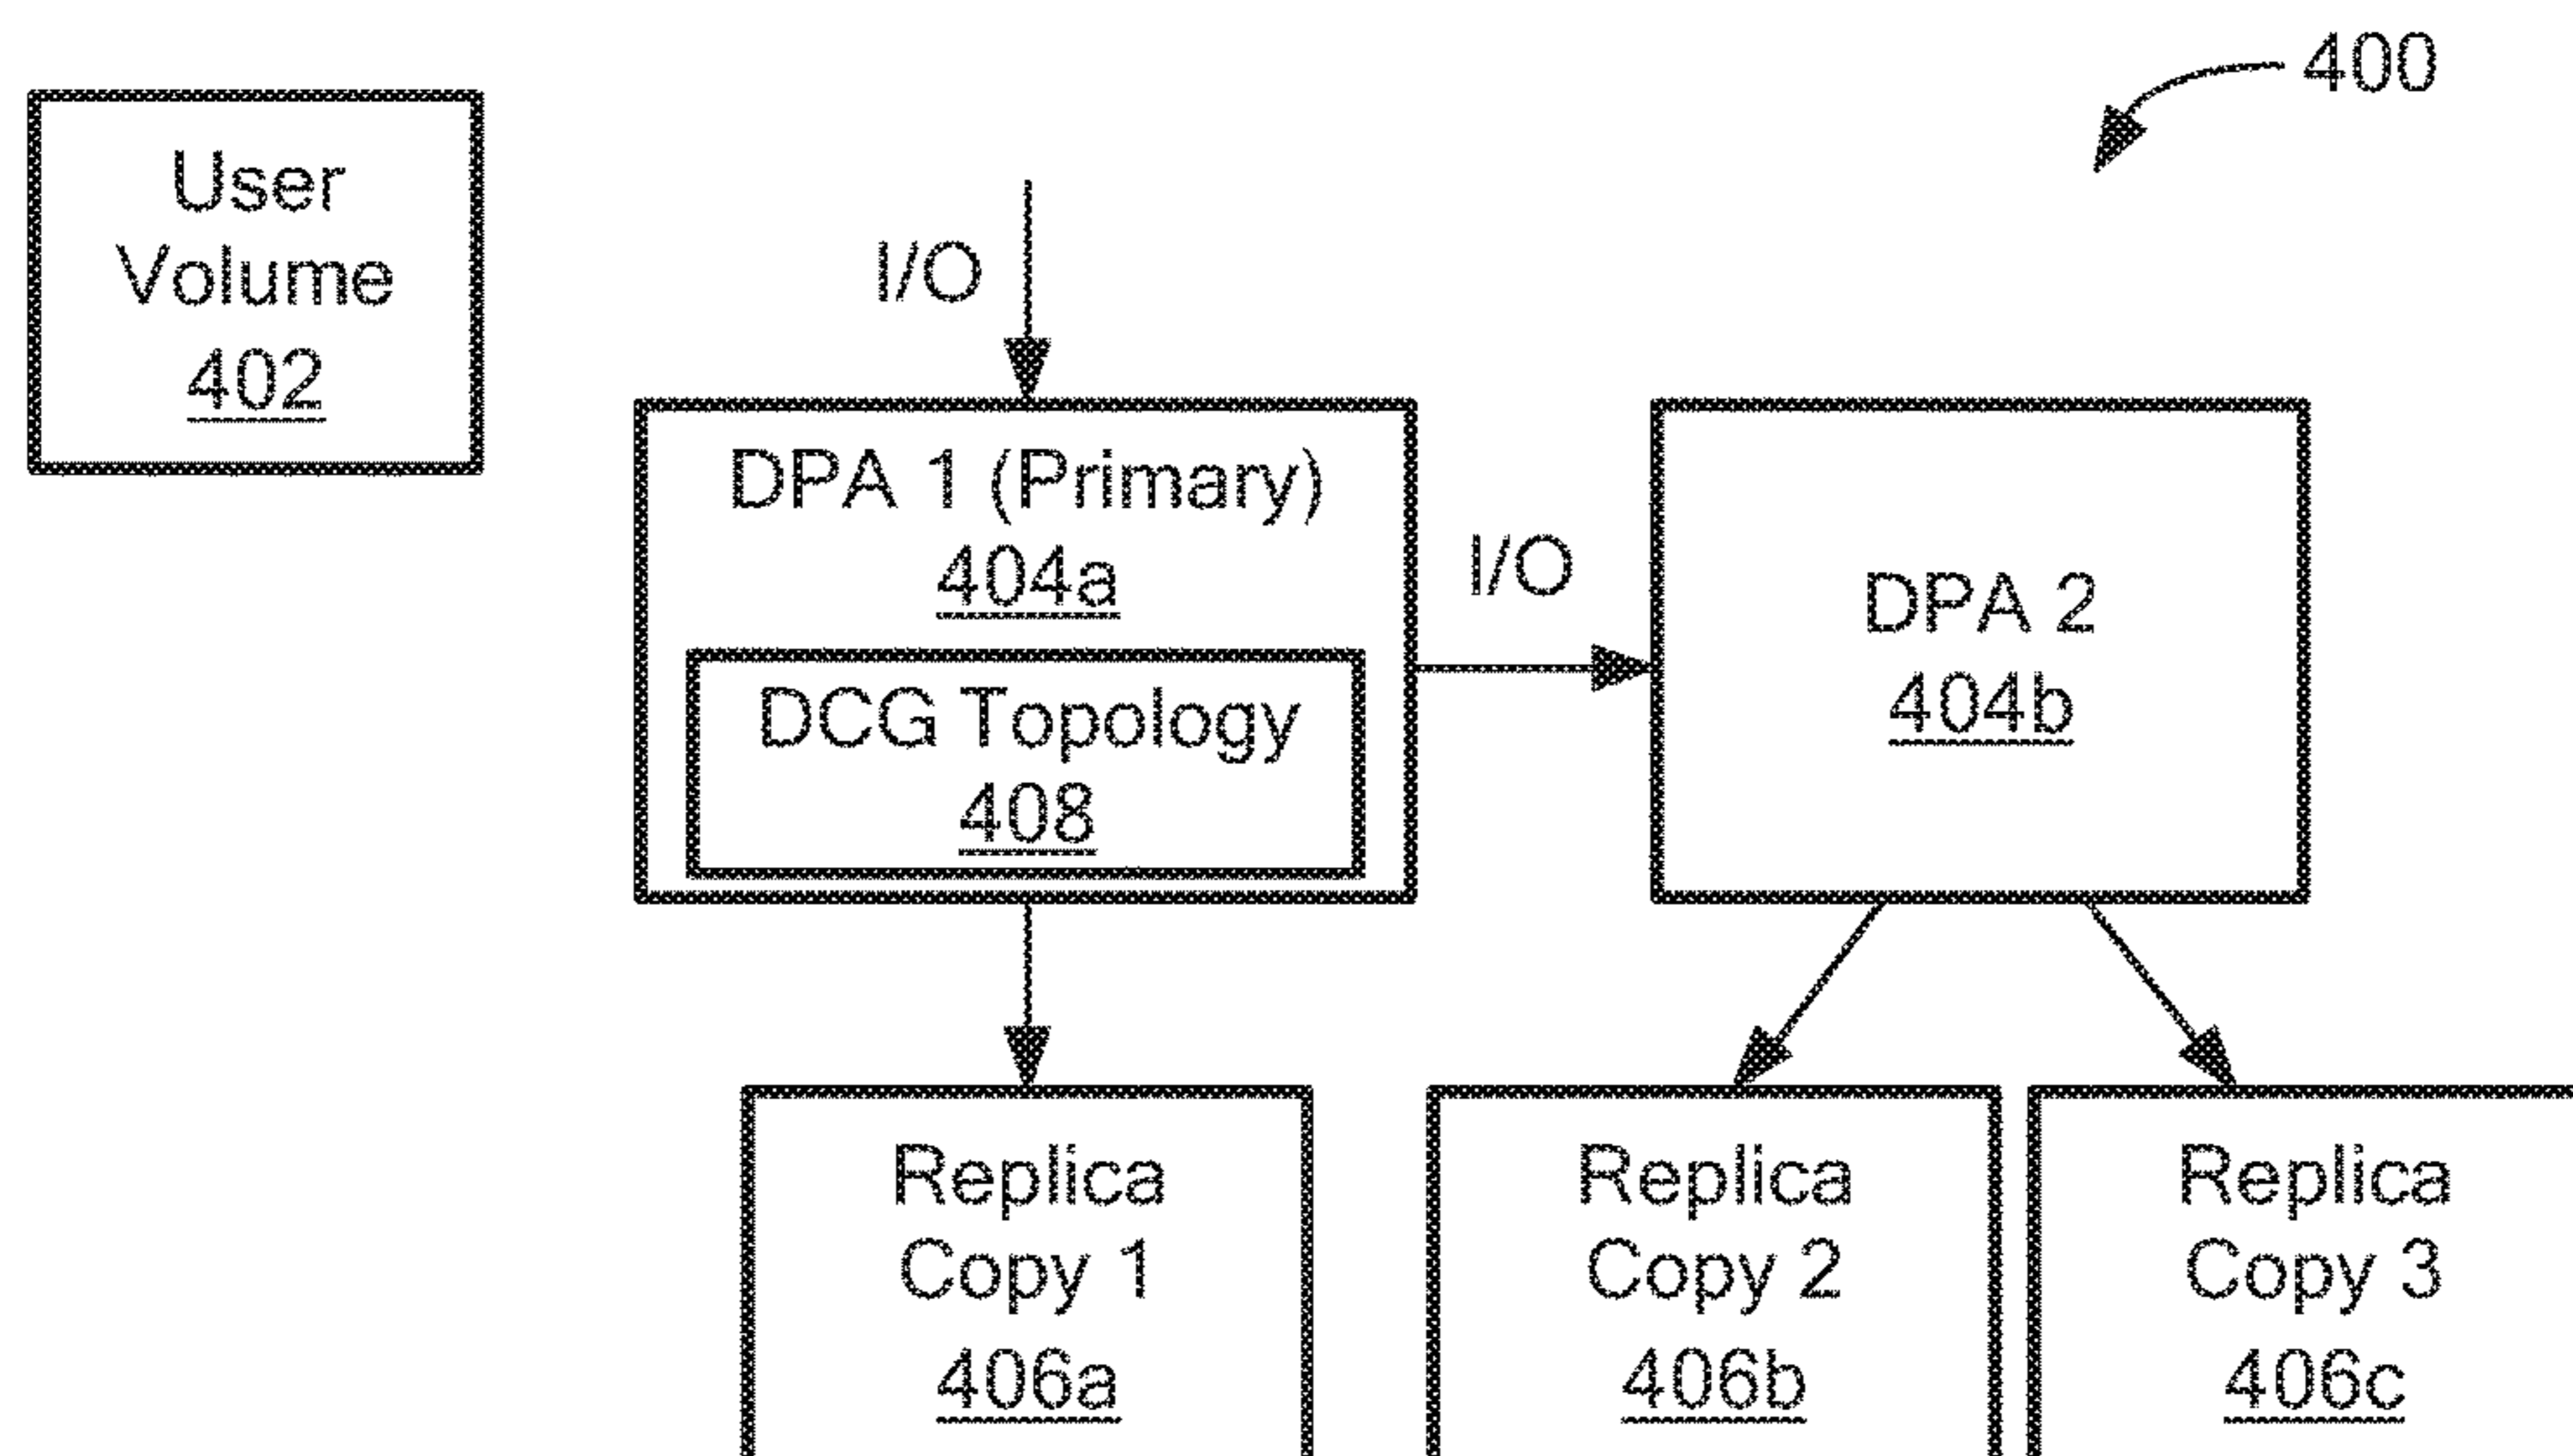 400
User
Volume
402
I/O
DPA 1 (Primary)
404a
DCG Topology
408
I/O
DPA 2
404b
Replica
Copy 1
406a
Replica
Copy 2
406b
Replica
Copy 3
406c